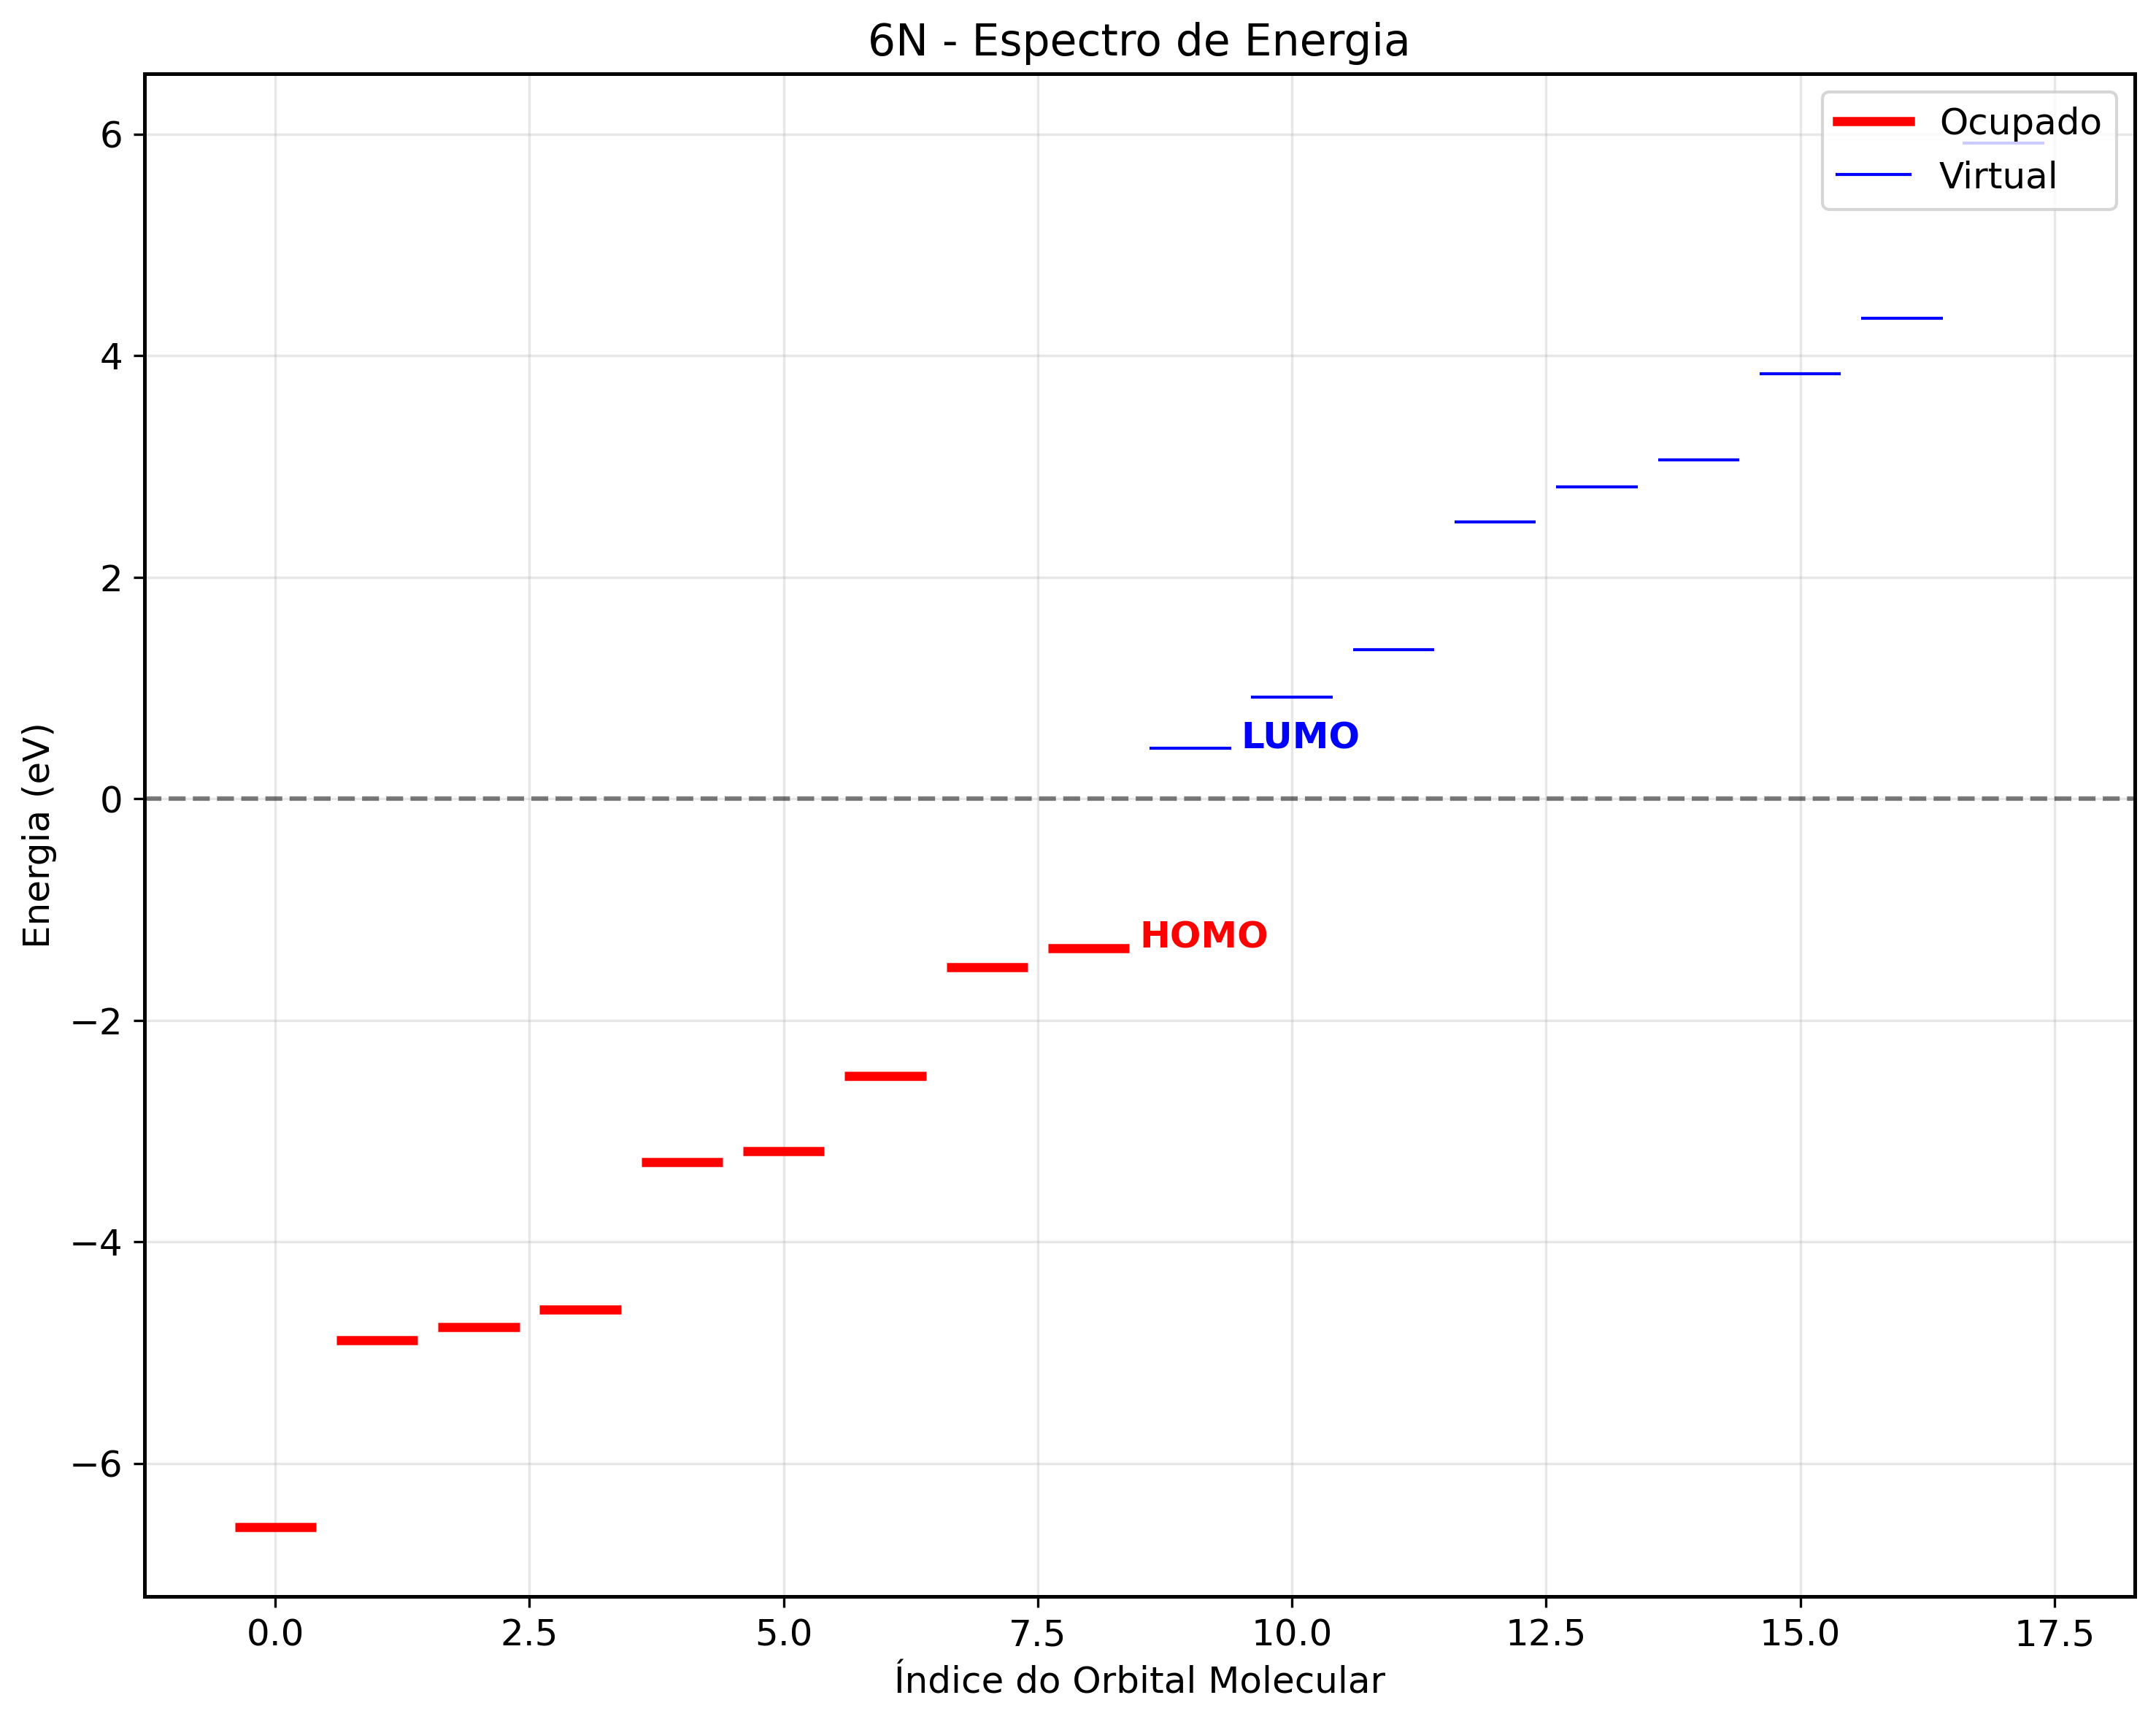 6N - Espectro de Energia
Ocupado
Virtual
6
4
2
0
−2
−4
−6
Energia (eV)
LUMO
HOMO
0.0 2.5 5.0 7.5 10.0 12.5 15.0 17.5
Índice do Orbital Molecular